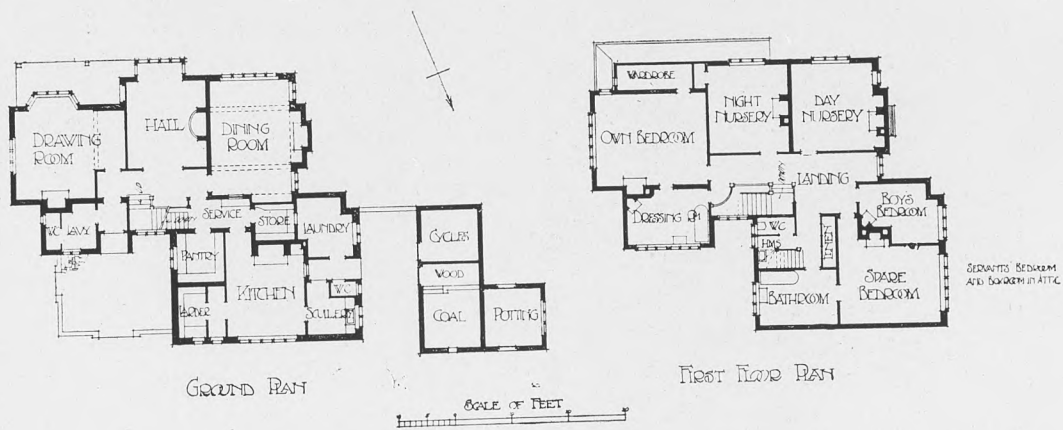 DRAWING
ROOM
HALL
DINING
ROOM
WC
LAVY
SERVICE
STORE
LAUNDRY
PANTRY
KITCHEN
LARDER
WC
SCULLERY
CYCLES
WOOD
COAL
POTTING
GROUND PLAN
WARDROBE
OWN BEDROOM
NIGHT
NURSERY
DAY
NURSERY
LANDING
DRESSING RM
BOYS
BEDROOM
WC
HMS
LINEN
BATHROOM
SPARE
BEDROOM
SERVANTS' BEDROOM
AND BOXROOM IN ATTIC
FIRST FLOOR PLAN
SCALE OF FEET